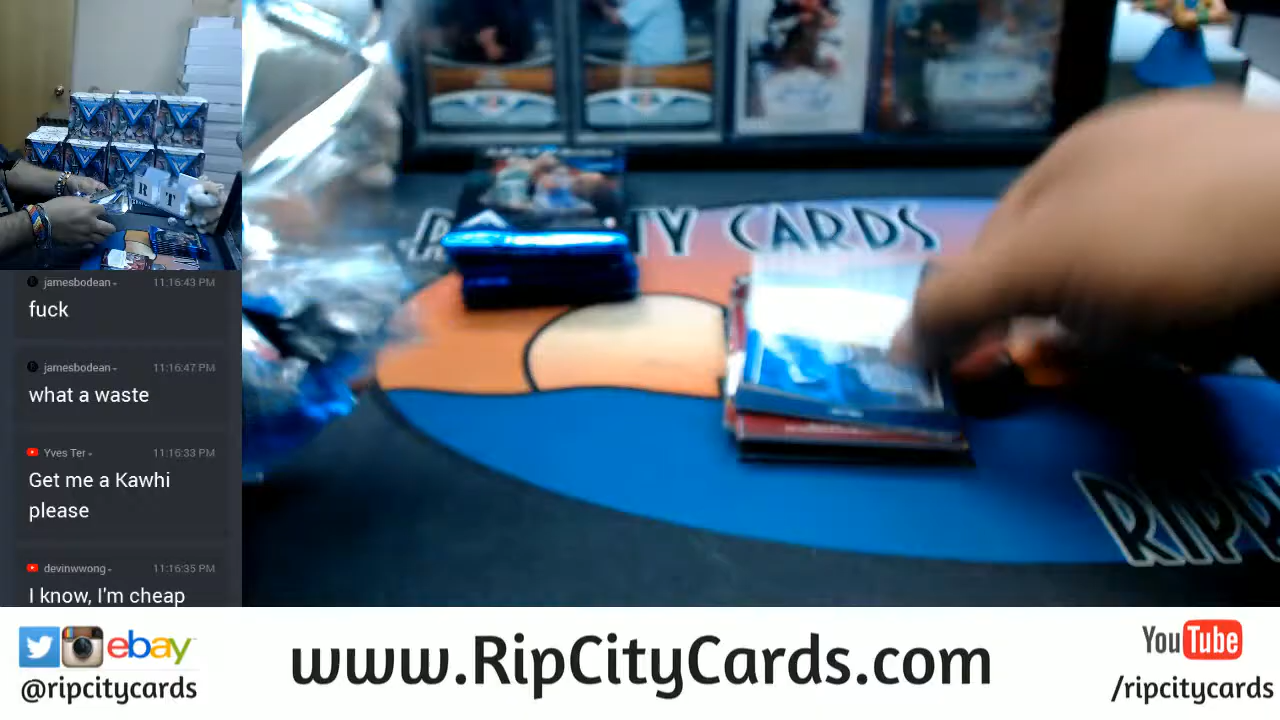 jamesbodean
11:16:43 PM
fuck
jamesbodean
11:16:47 PM
what a waste
Yves Ter
11:16:33 PM
Get me a Kawhi
please
devinwwong
11:16:35 PM
I know, I'm cheap
R T
CITY CARDS
RIPP
ebay
@ripcitycards
www.RipCityCards.com
YouTube
/ripcitycards